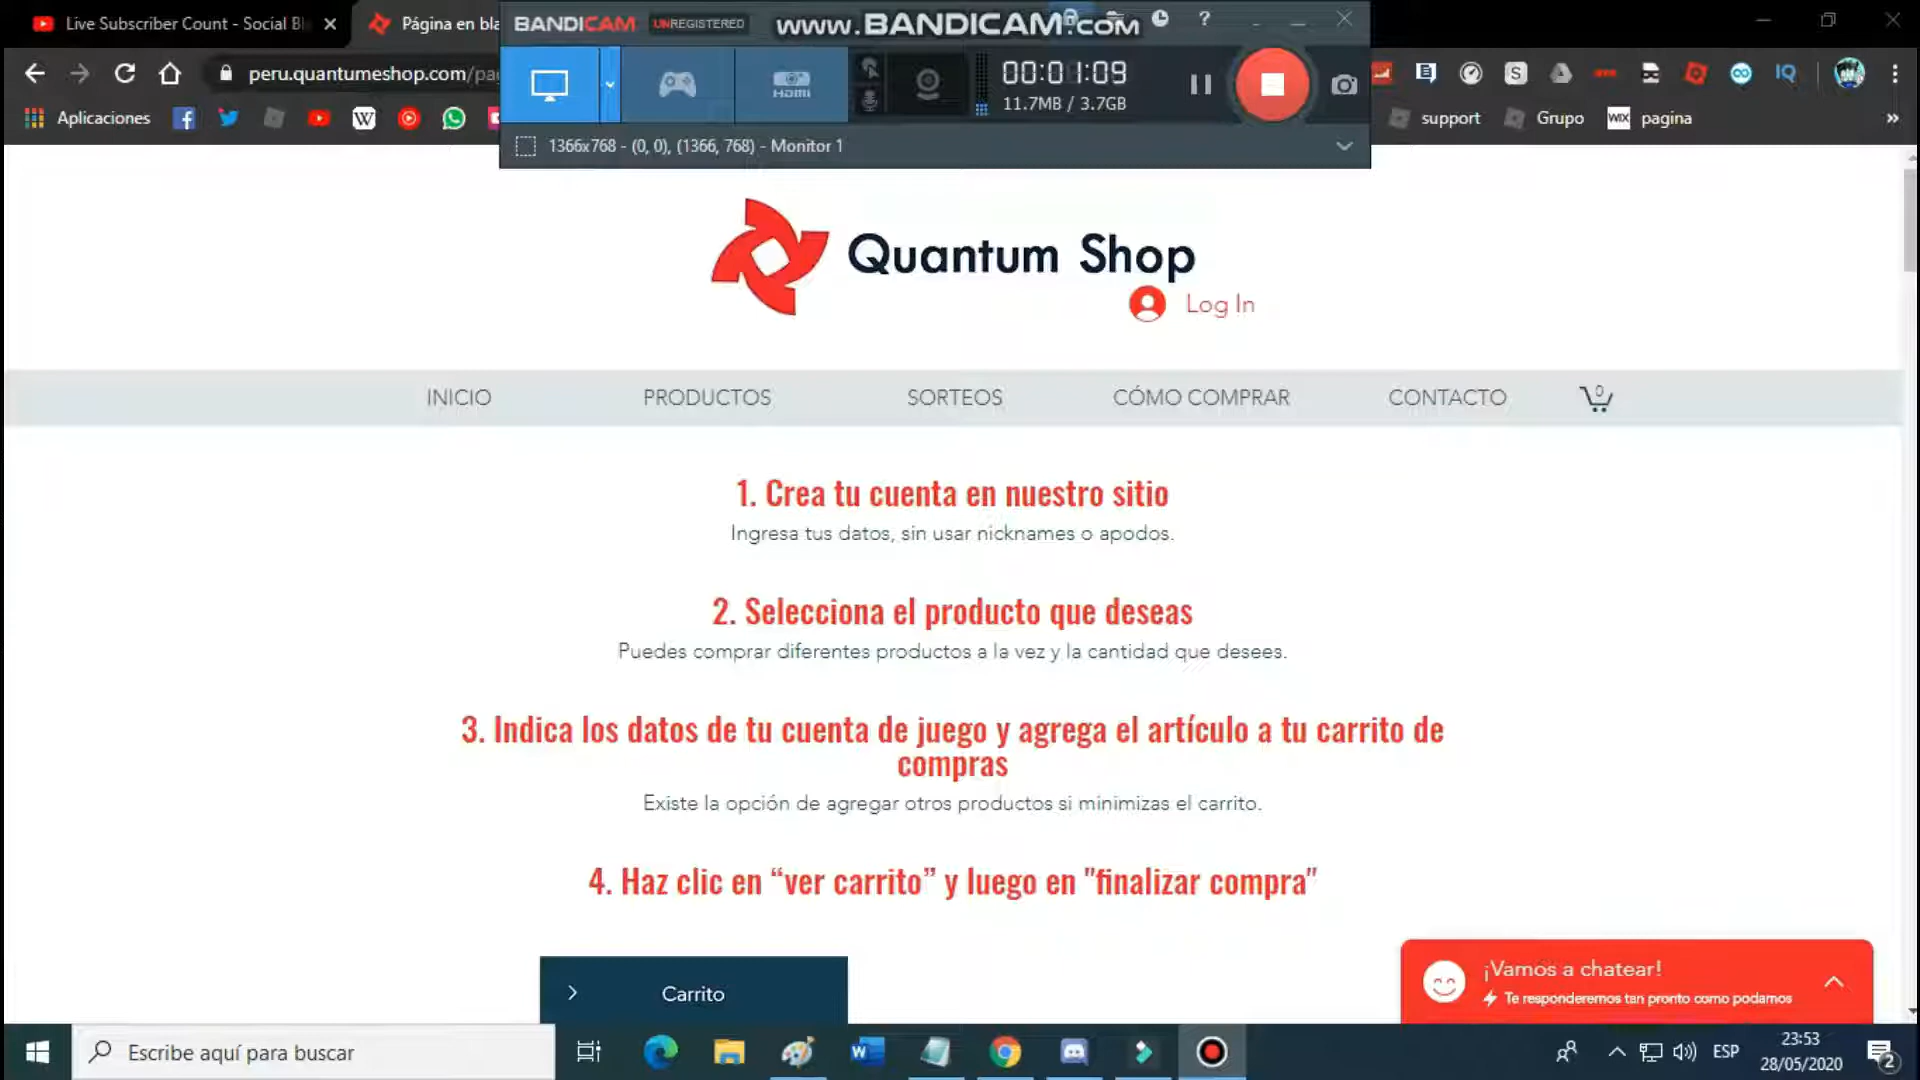 Live Subscriber Count - Social Bl
Página en bla
BANDICAM UNREGISTERED
www.BANDICAM.com
peru.quantumeshop.com/pa
HDMI
00:01:09
11.7MB / 3.7GB
S
IQ
Aplicaciones
W
support
Grupo
WIX
pagina
1366x768 - (0, 0), (1366, 768) - Monitor 1
Quantum Shop
Log In
INICIO
PRODUCTOS
SORTEOS
CÓMO COMPRAR
CONTACTO
0
1. Crea tu cuenta en nuestro sitio
Ingresa tus datos, sin usar nicknames o apodos.
2. Selecciona el producto que deseas
Puedes comprar diferentes productos a la vez y la cantidad que desees.
3. Indica los datos de tu cuenta de juego y agrega el artículo a tu carrito de
compras
Existe la opción de agregar otros productos si minimizas el carrito.
4. Haz clic en “ver carrito” y luego en "finalizar compra"
Carrito
¡Vamos a chatear!
Te responderemos tan pronto como podamos
Escribe aquí para buscar
W
ESP
23:53
28/05/2020
2